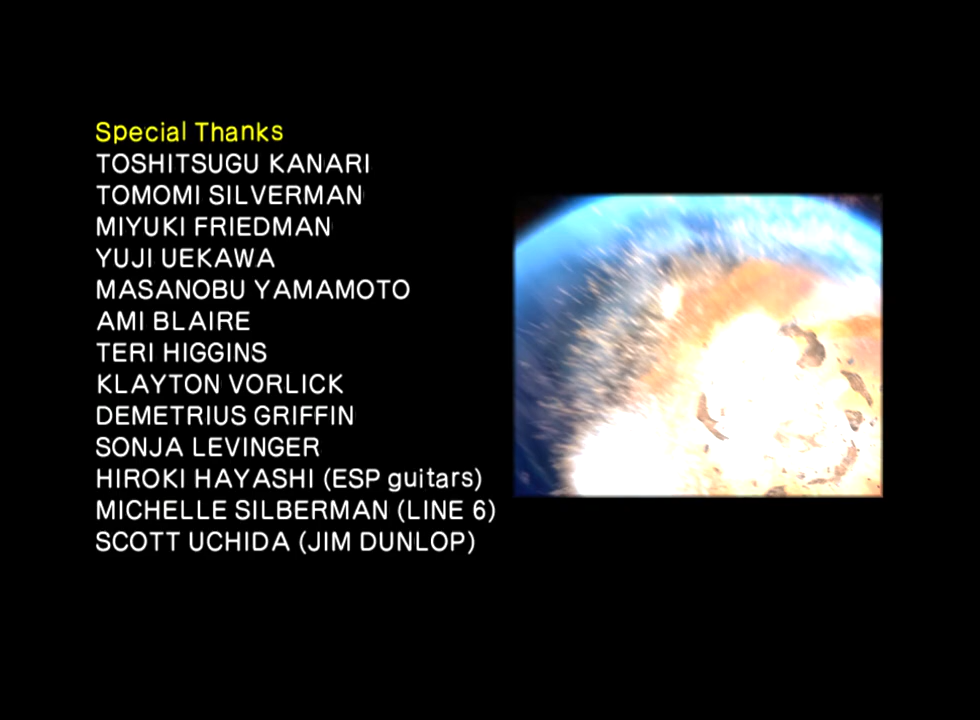 Special Thanks
TOSHITSUGU KANARI
TOMOMI SILVERMAN
MIYUKI FRIEDMAN
YUJI UEKAWA
MASANOBU YAMAMOTO
AMI BLAIRE
TERI HIGGINS
KLAYTON VORLICK
DEMETRIUS GRIFFIN
SONJA LEVINGER
HIROKI HAYASHI (ESP guitars)
MICHELLE SILBERMAN (LINE 6)
SCOTT UCHIDA (JIM DUNLOP)